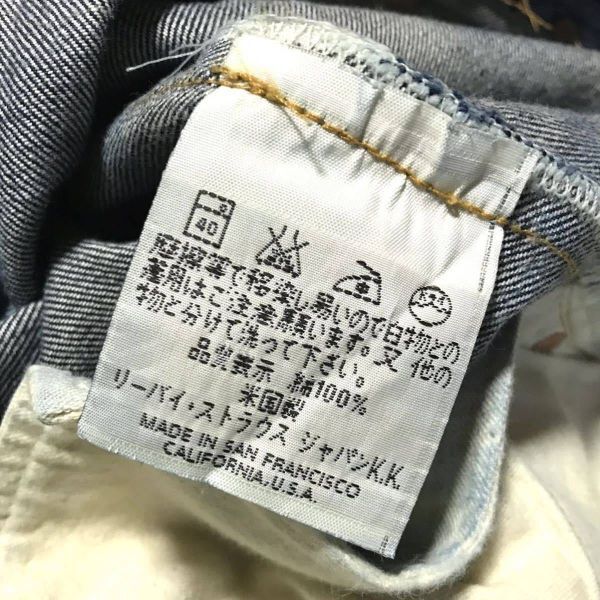 40
摩擦等で移染し易いので白物との
着用はご注意願います。又 他の
物と分けて洗って下さい。
品質表示 綿100%
米国製
リーバイ・ストラウス ジャパンK.K.
MADE IN SAN FRANCISCO
CALIFORNIA,U.S.A.